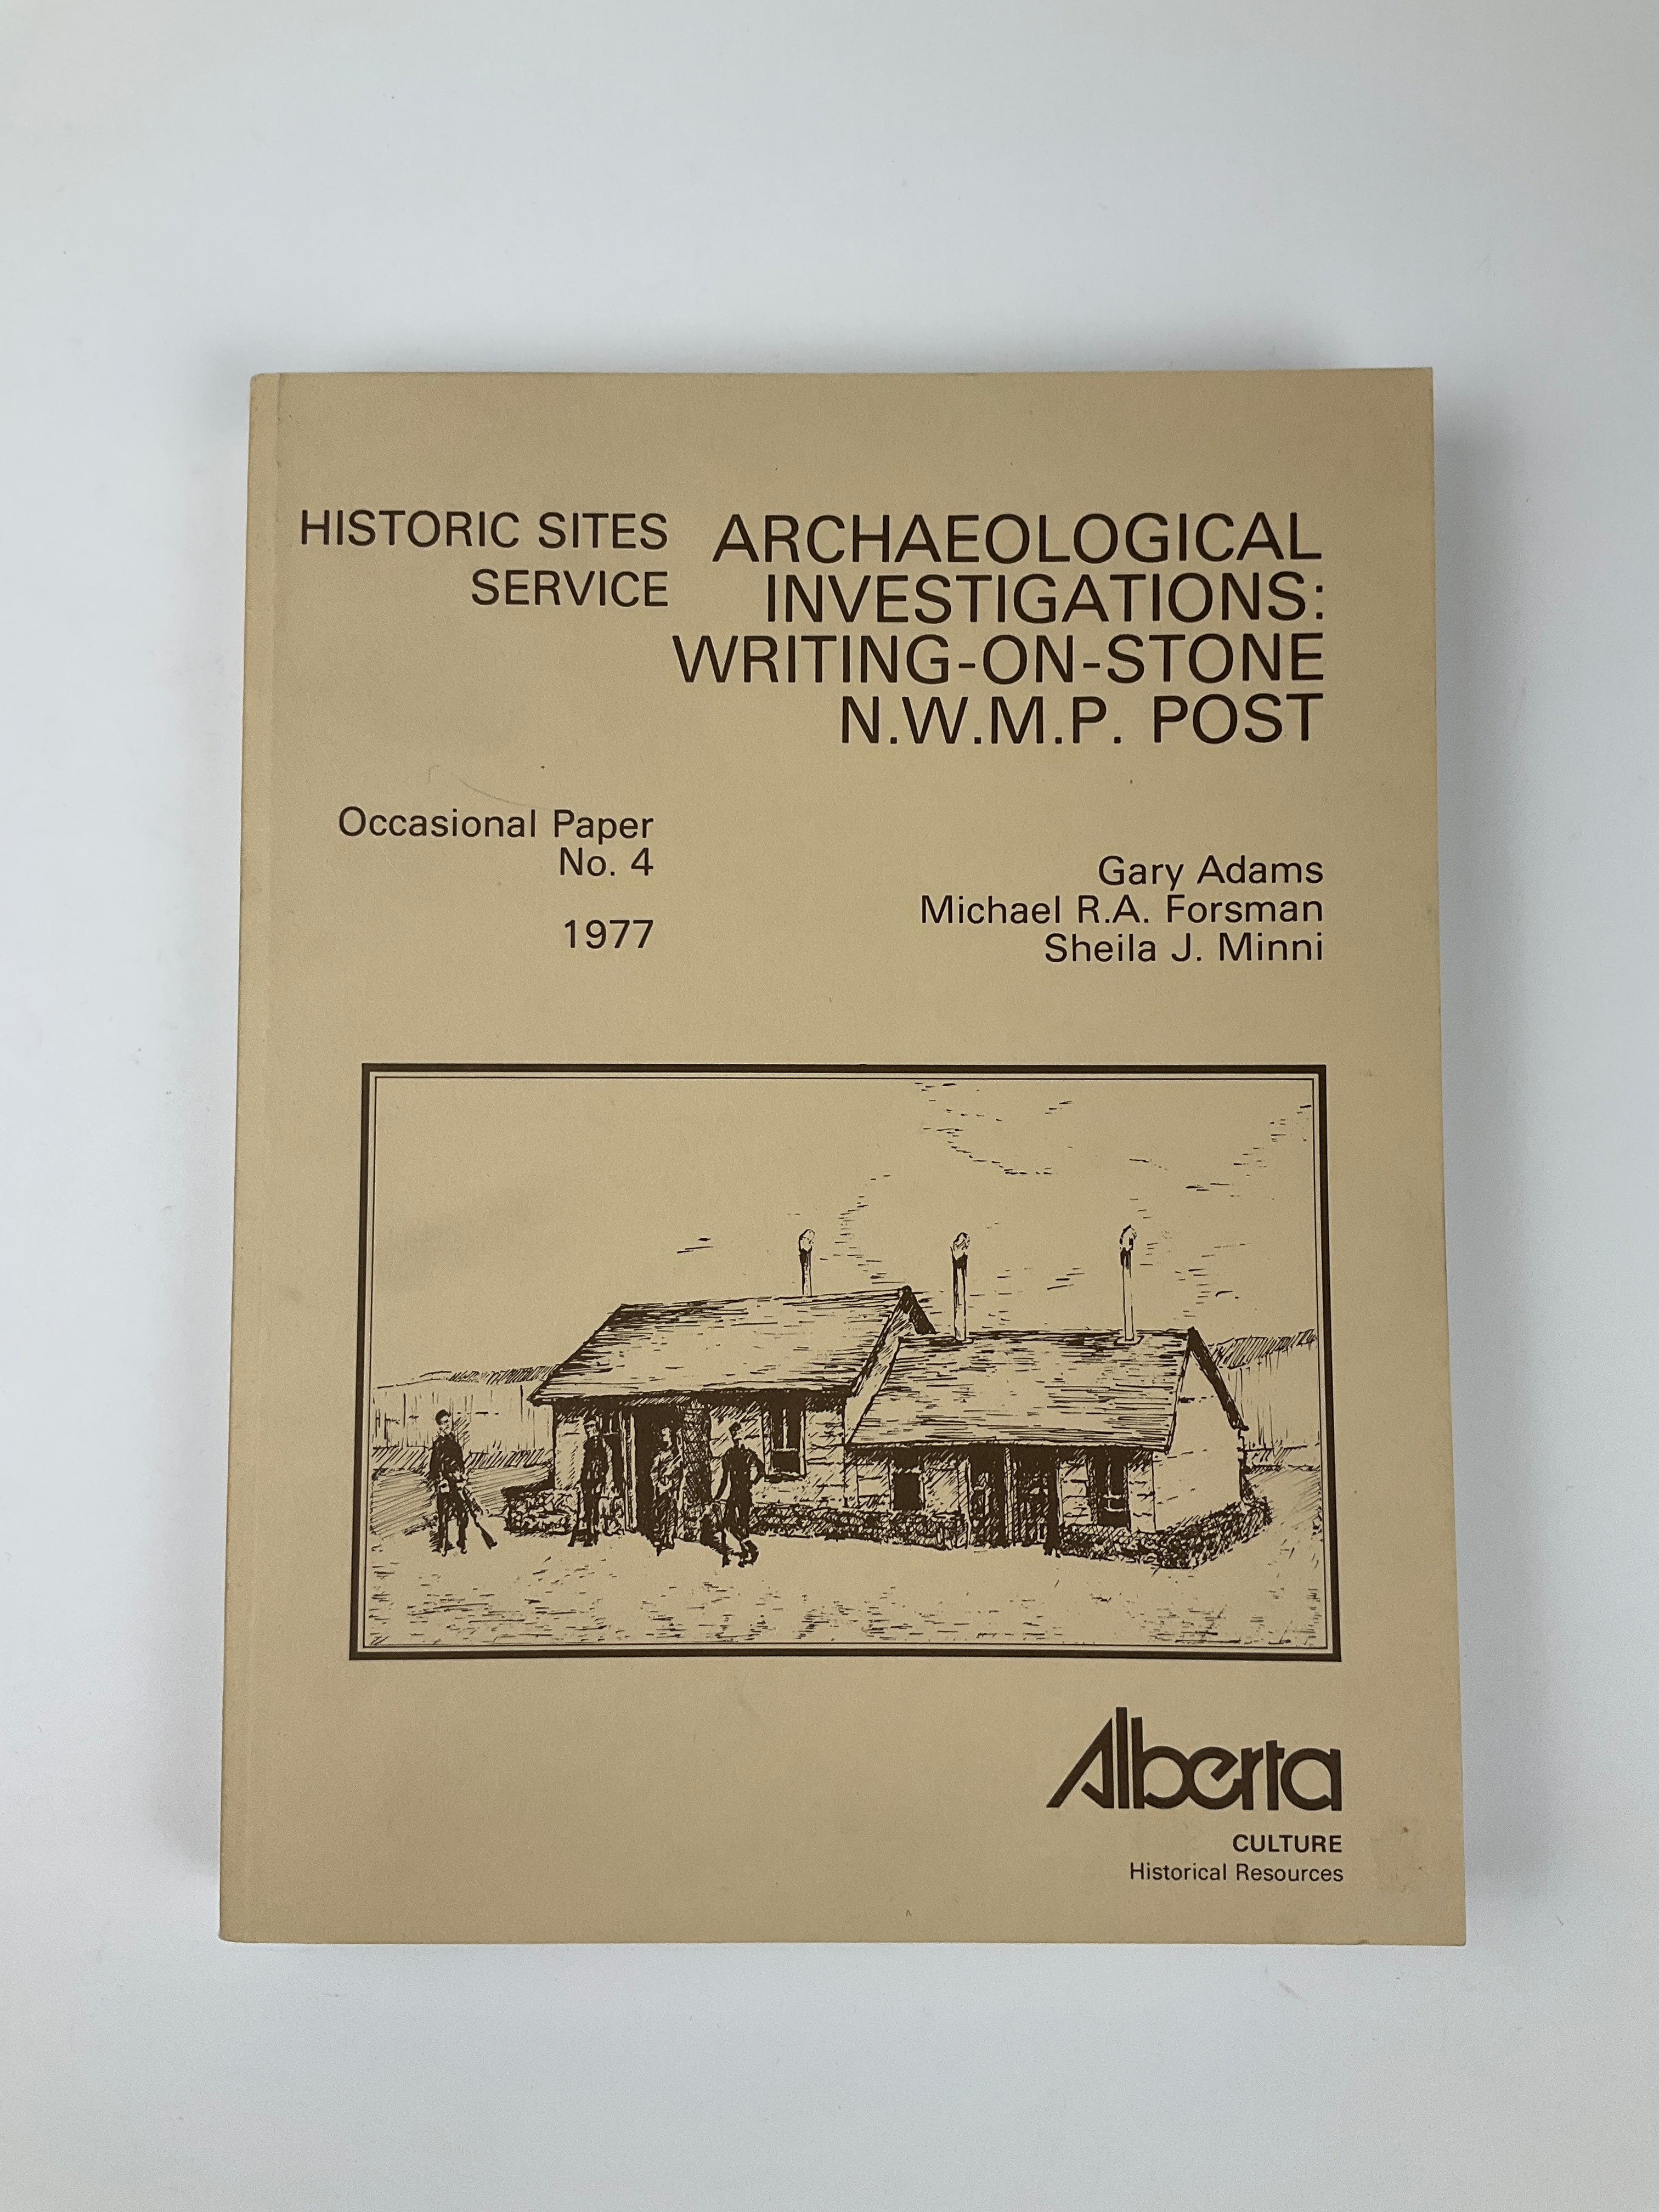 HISTORIC SITES
SERVICE
ARCHAEOLOGICAL
INVESTIGATIONS:
WRITING-ON-STONE
N.W.M.P. POST
Occasional Paper
No. 4
1977
Gary Adams
Michael R.A. Forsman
Sheila J. Minni
Alberta
CULTURE
Historical Resources